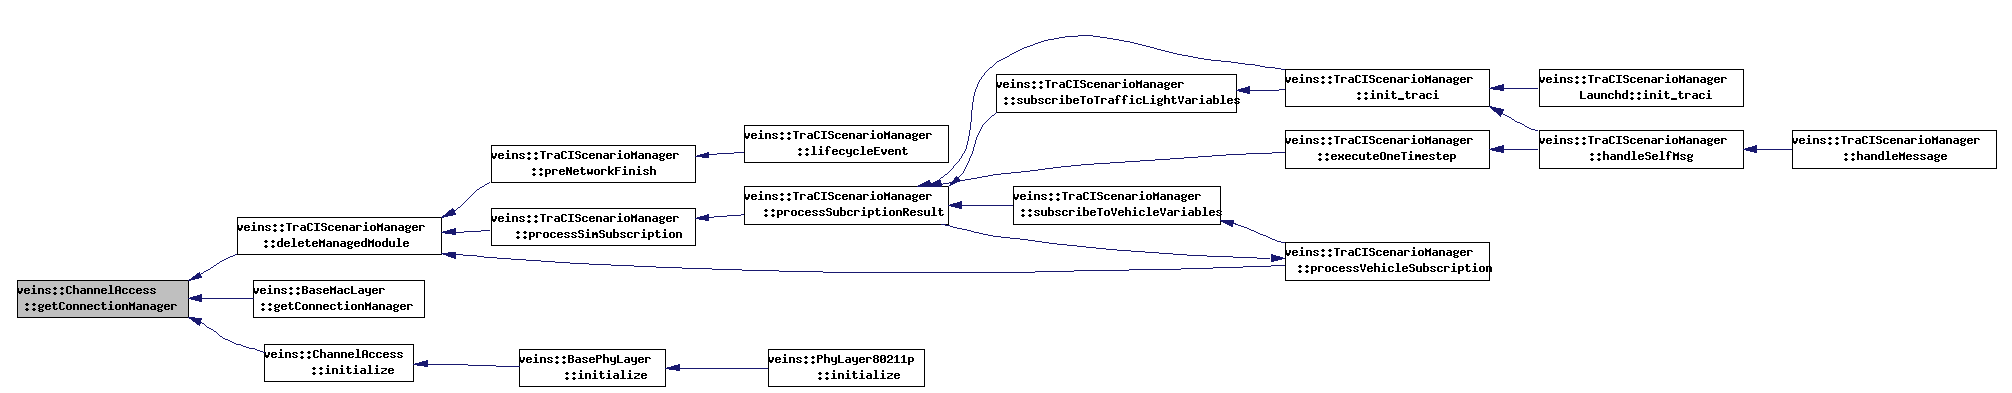 veins::ChannelAccess
::getConnectionManager
veins::TraCIScenarioManager
::deleteManagedModule
veins::BaseMacLayer
::getConnectionManager
veins::ChannelAccess
::initialize
veins::TraCIScenarioManager
::preNetworkFinish
veins::TraCIScenarioManager
::processSimSubscription
veins::BasePhyLayer
::initialize
veins::TraCIScenarioManager
::lifecycleEvent
veins::TraCIScenarioManager
::processSubcriptionResult
veins::PhyLayer80211p
::initialize
veins::TraCIScenarioManager
::subscribeToTrafficLightVariables
veins::TraCIScenarioManager
::subscribeToVehicleVariables
veins::TraCIScenarioManager
::init_traci
veins::TraCIScenarioManager
::executeOneTimestep
veins::TraCIScenarioManager
::processVehicleSubscription
veins::TraCIScenarioManager
Launchd::init_traci
veins::TraCIScenarioManager
::handleSelfMsg
veins::TraCIScenarioManager
::handleMessage